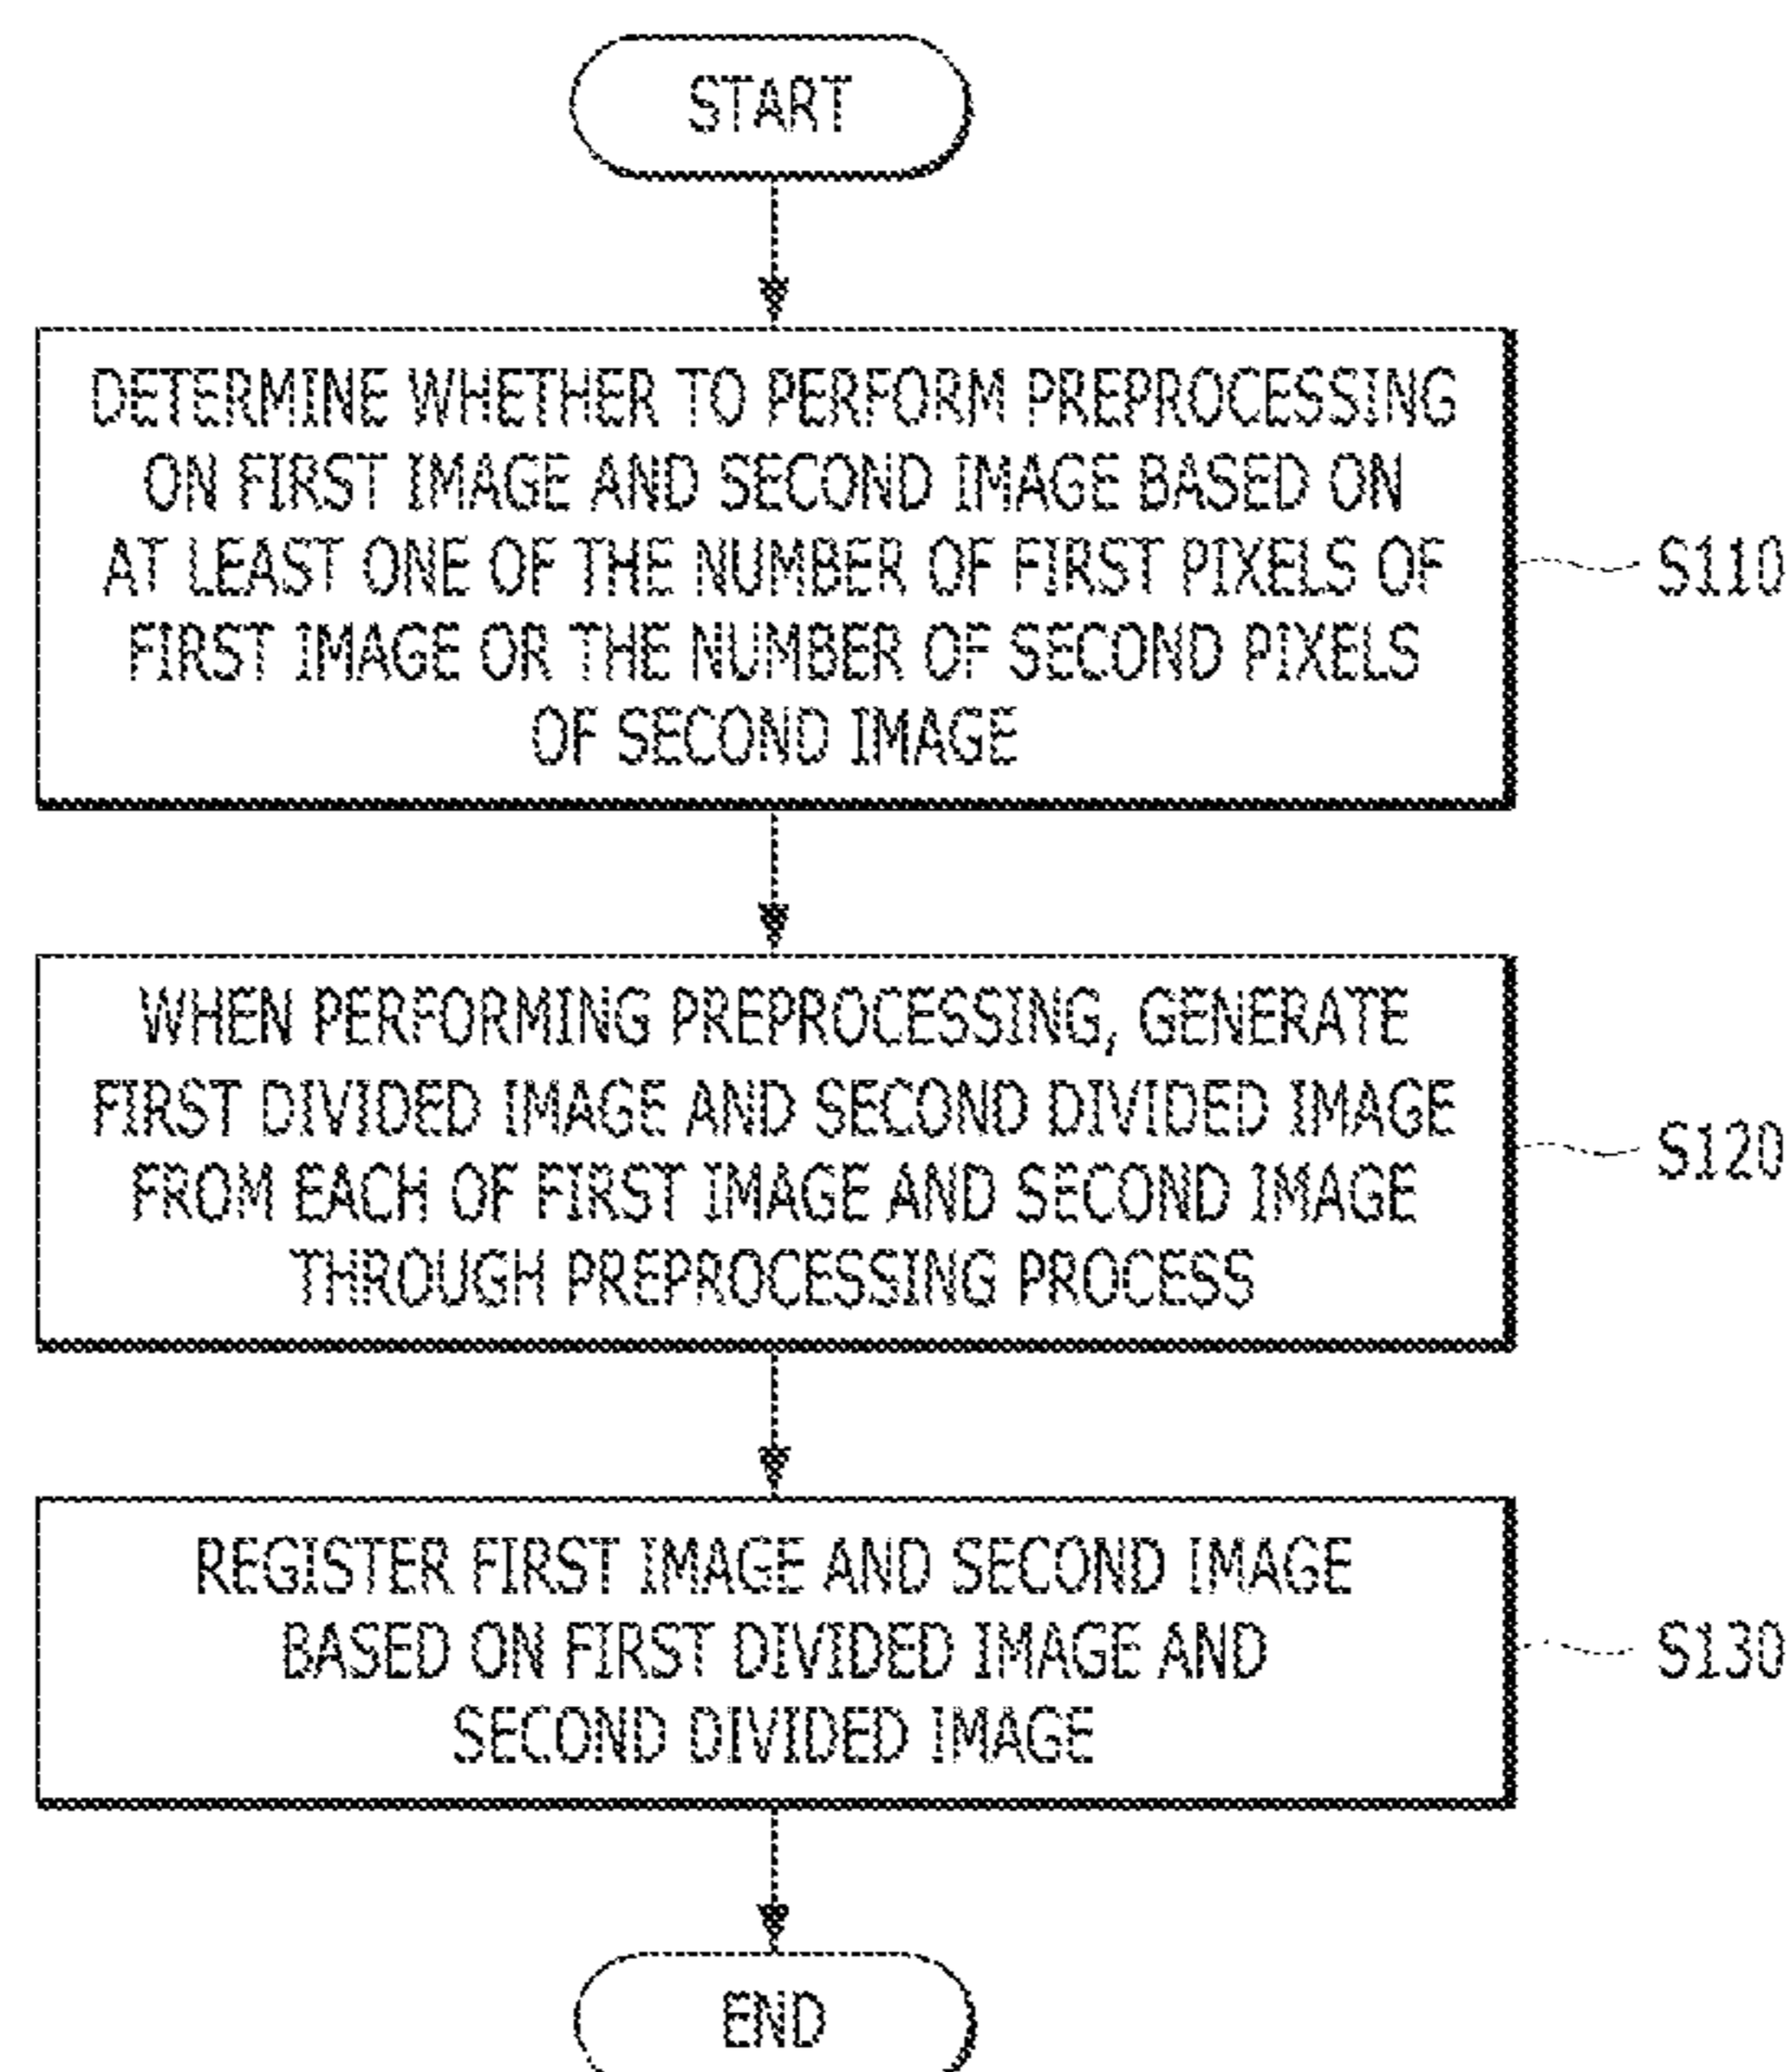 START
DETERMINE WHETHER TO PERFORM PREPROCESSING
ON FIRST IMAGE AND SECOND IMAGE BASED ON
AT LEAST ONE OF THE NUMBER OF FIRST PIXELS OF
FIRST IMAGE OR THE NUMBER OF SECOND PIXELS
OF SECOND IMAGE
S110
WHEN PERFORMING PREPROCESSING, GENERATE
FIRST DIVIDED IMAGE AND SECOND DIVIDED IMAGE
FROM EACH OF FIRST IMAGE AND SECOND IMAGE
THROUGH PREPROCESSING PROCESS
S120
REGISTER FIRST IMAGE AND SECOND IMAGE
BASED ON FIRST DIVIDED IMAGE AND
SECOND DIVIDED IMAGE
S130
END